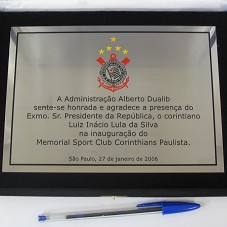 A Administração Alberto Dualib
sente-se honrada e agradece a presença do
Exmo. Sr. Presidente da República, o corintiano
Luiz Inácio Lula da Silva
na inauguração do
Memorial Sport Club Corinthians Paulista.
São Paulo, 27 de janeiro de 2006